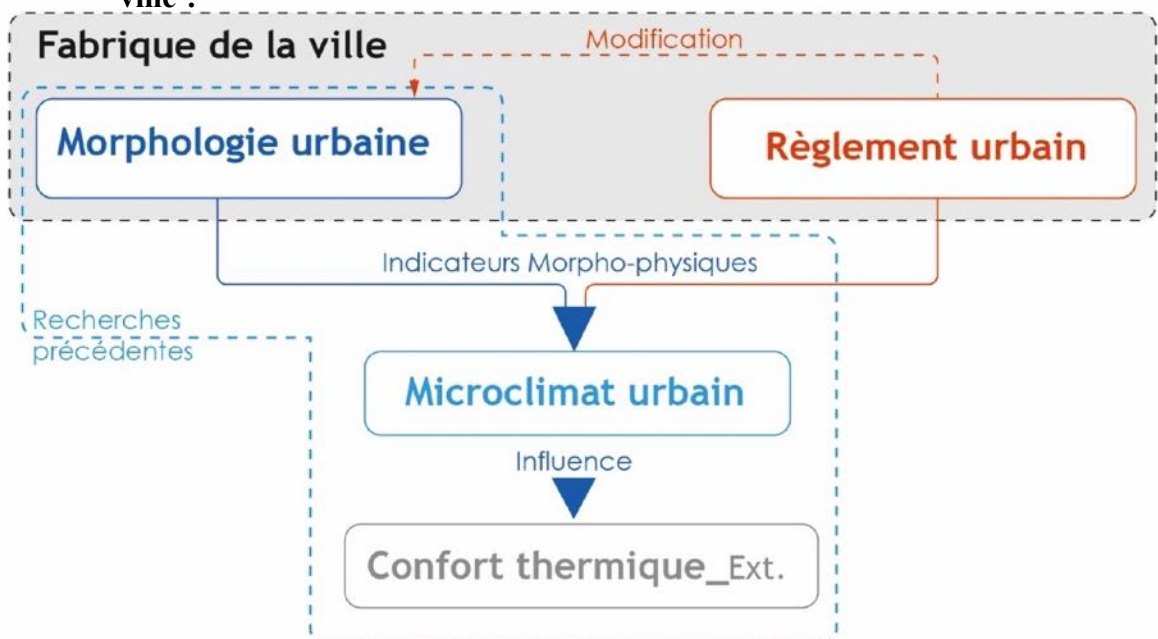 ville :
Fabrique de la ville
Modification
Morphologie urbaine
Règlement urbain
Indicateurs Morpho-physiques
Recherches
précédentes
Microclimat urbain
Influence
Confort thermique_Ext.